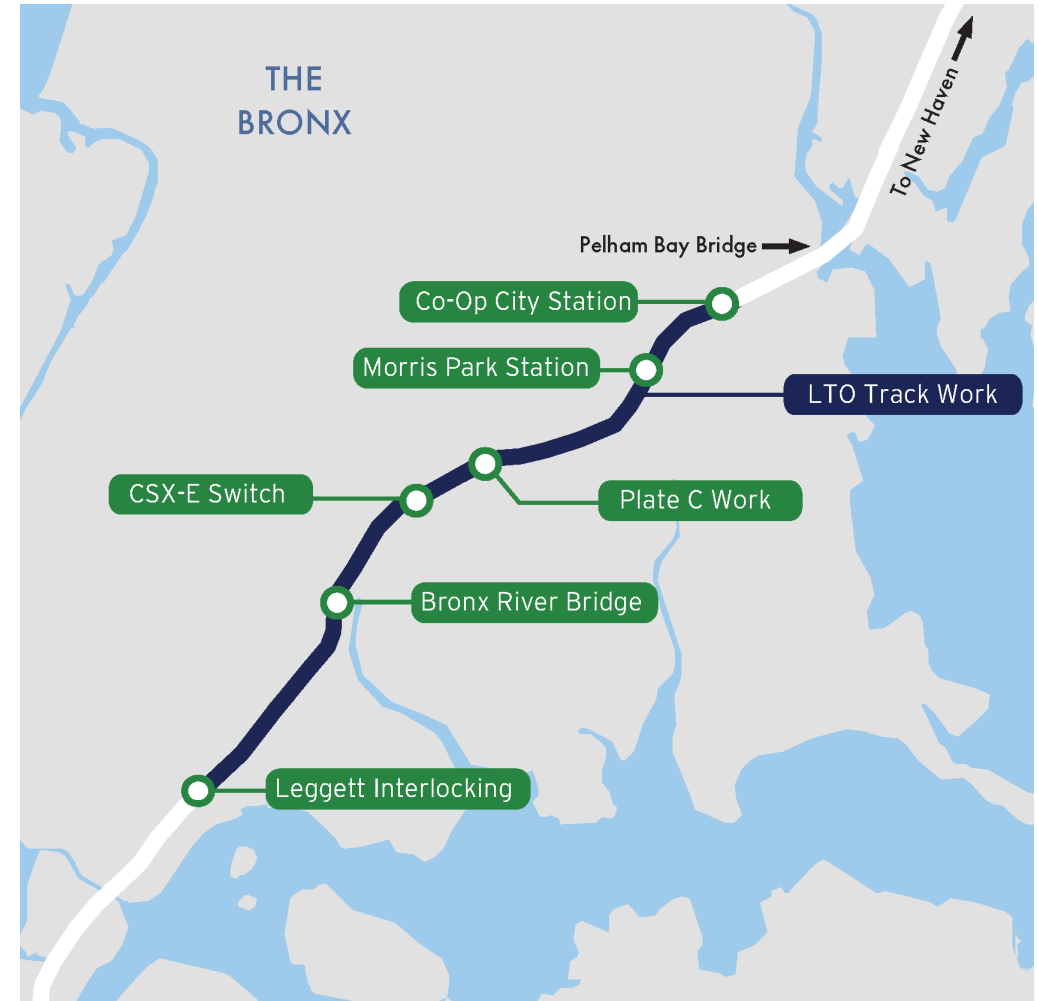 THE
BRONX
To New Haven
Pelham Bay Bridge
Co-Op City Station
Morris Park Station
LTO Track Work
CSX-E Switch
Plate C Work
Bronx River Bridge
Leggett Interlocking